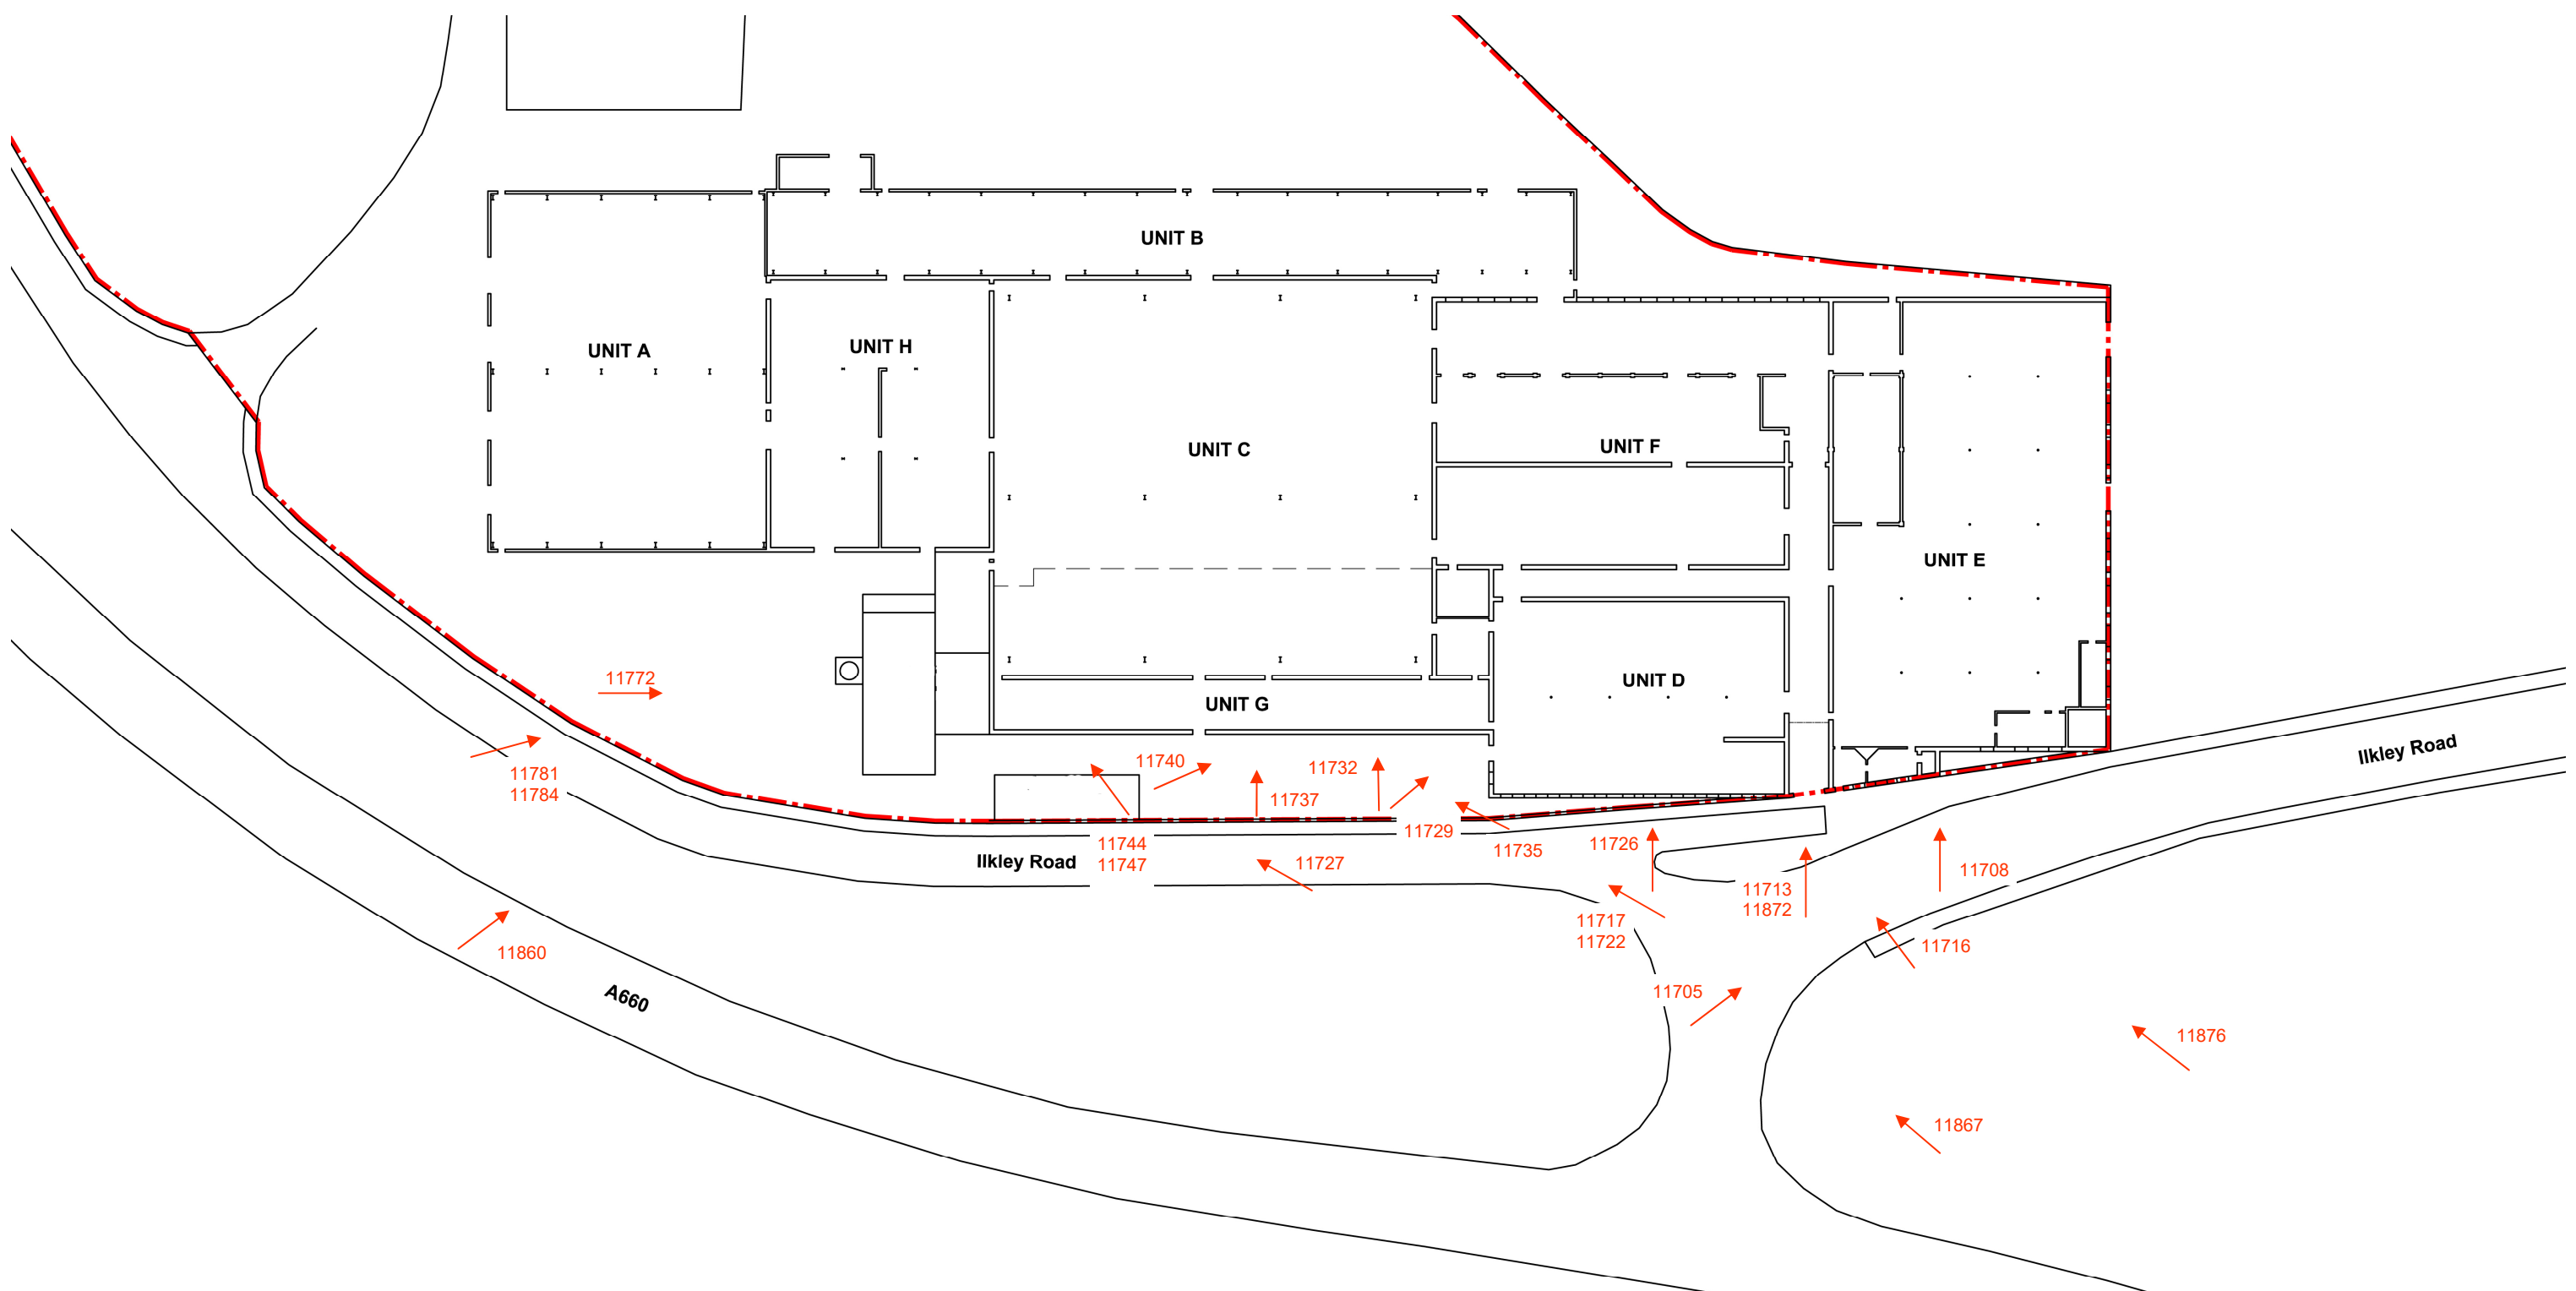 UNIT B
UNIT A
UNIT H
UNIT C
UNIT F
UNIT E
11772
UNIT D
UNIT G
Ilkley Road
11781
11784
11740
11732
11737
11729
11744
11747
11735
11726
Ilkley Road
11727
11708
11713
11872
11717
11722
11716
11860
11705
A660
11876
11867